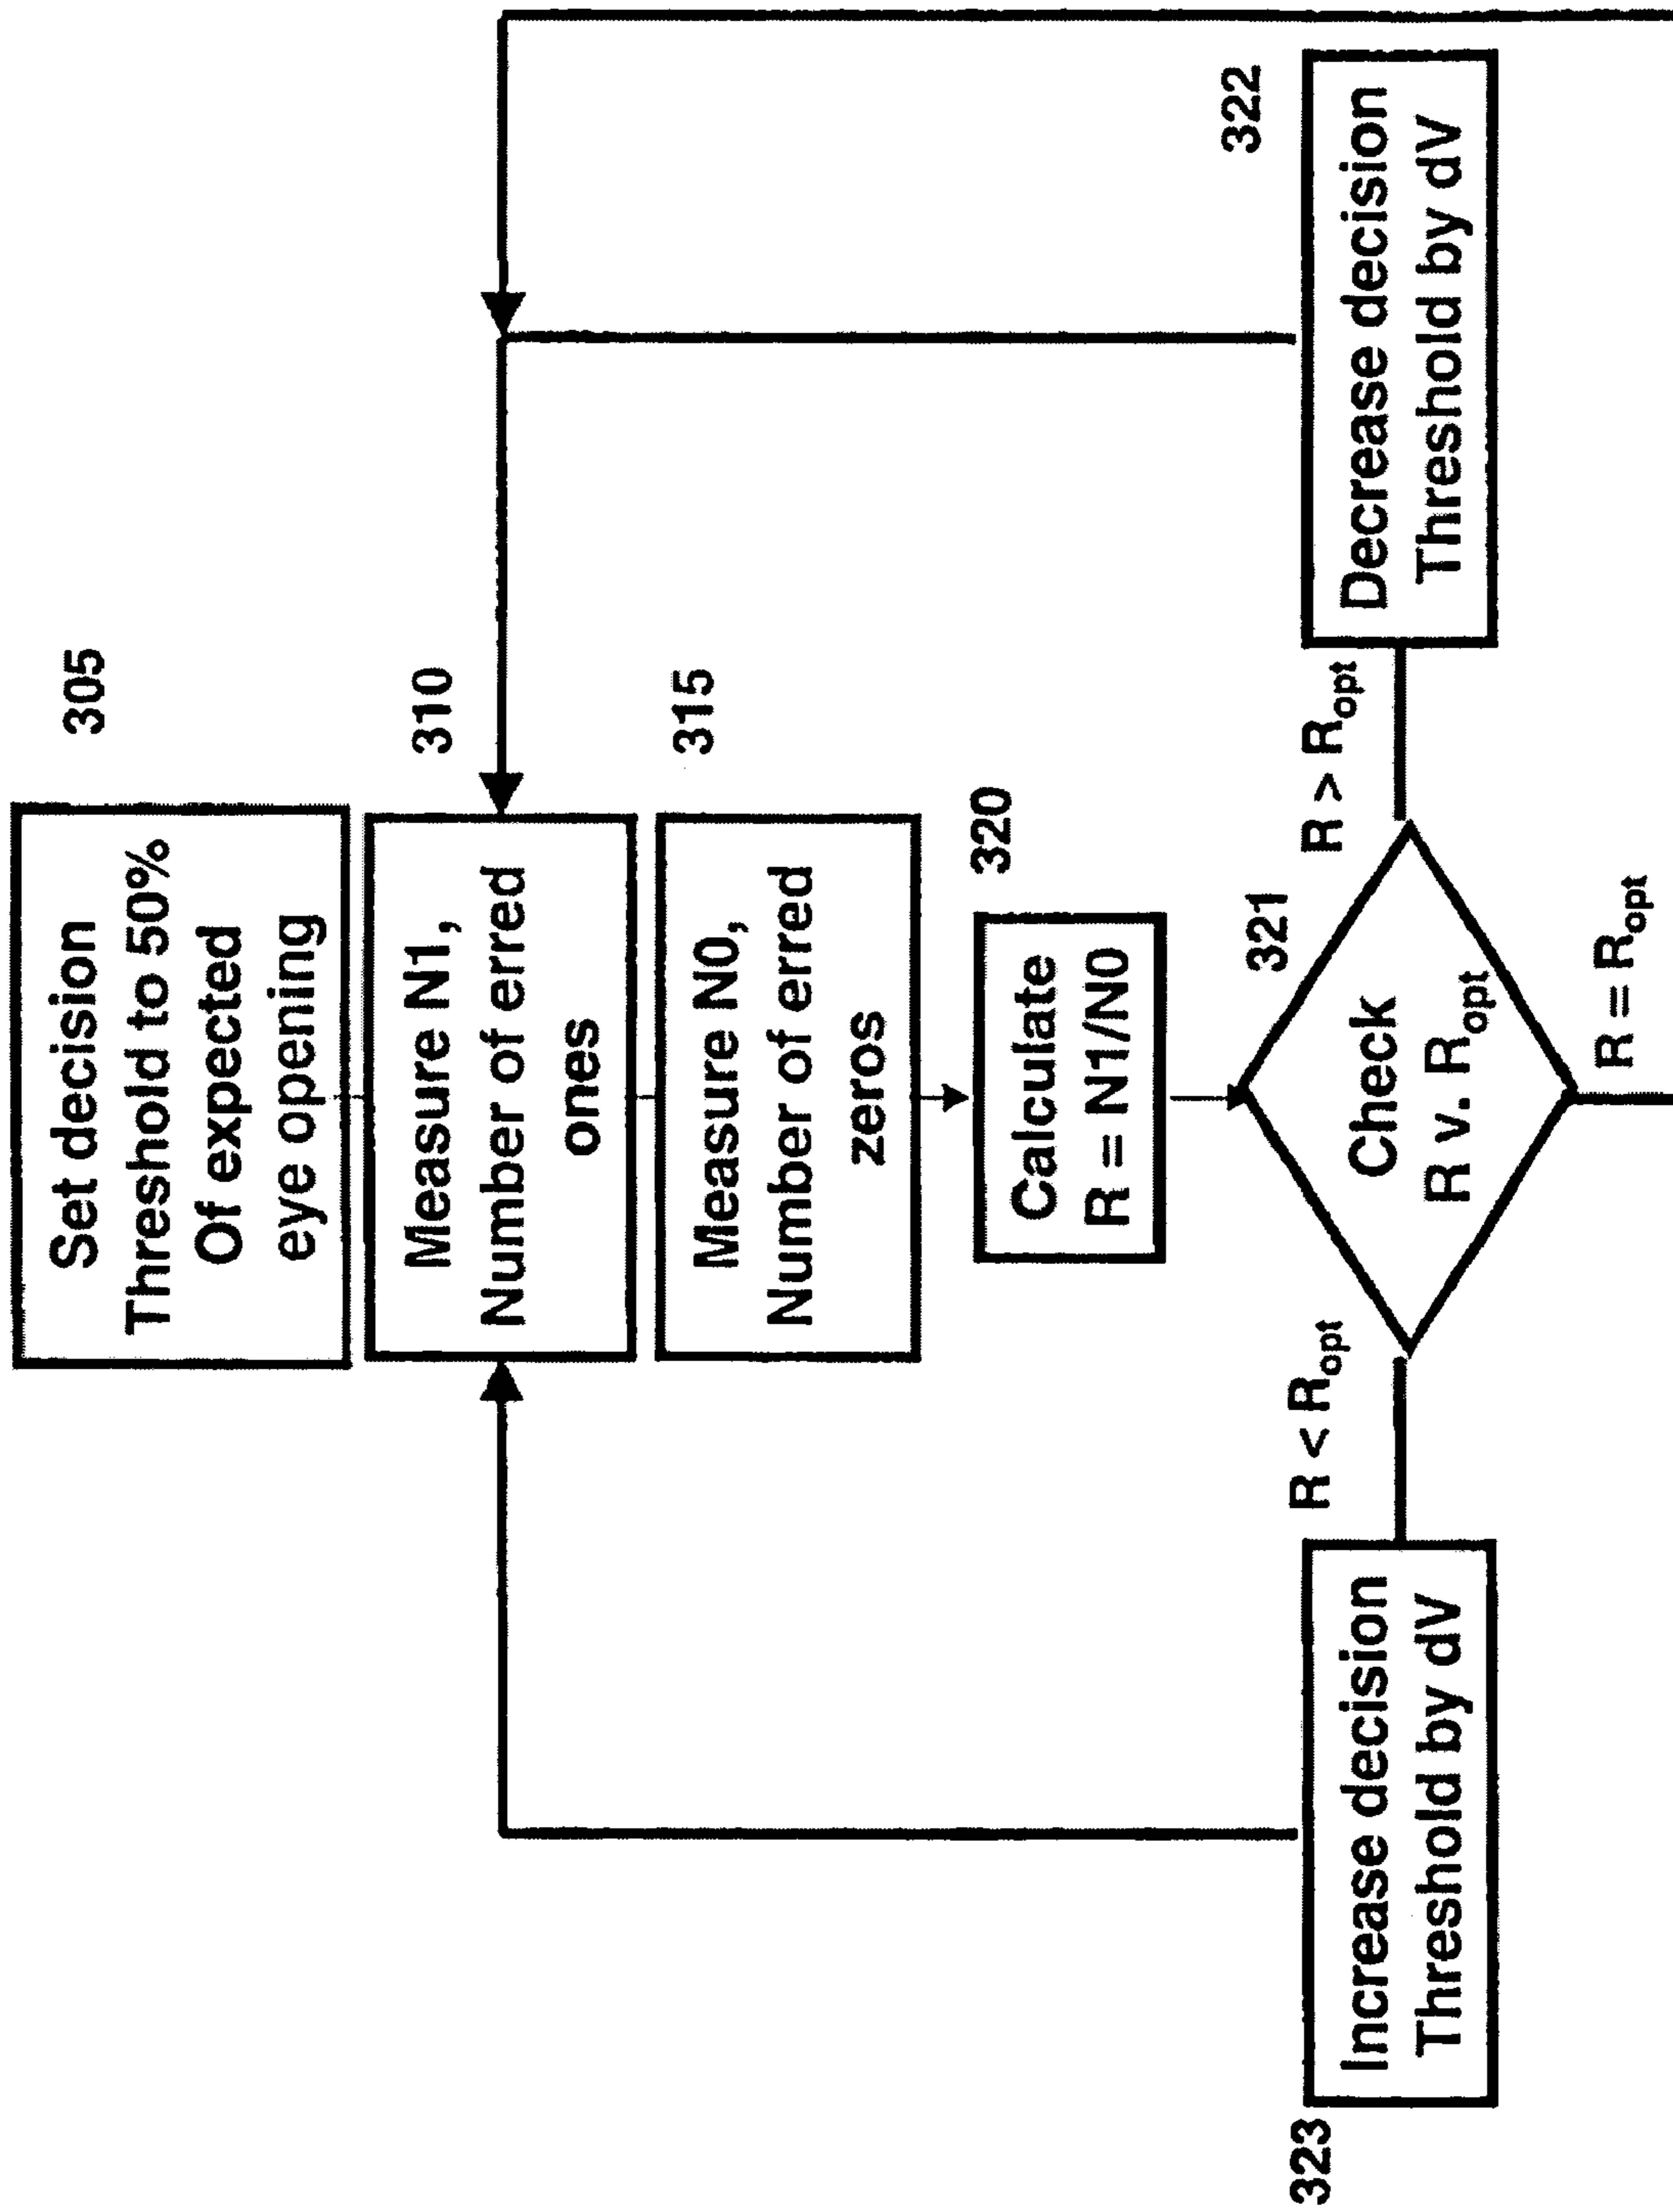 305
Set decision
Threshold to 50%
Of expected
eye opening
310
Measure N1,
Number of erred
ones
315
Measure N0,
Number of erred
zeros
320
Calculate
R = N1/N0
321
Check
R v. Ropt
R < Ropt
R > Ropt
323
Increase decision
Threshold by dV
322
Decrease decision
Threshold by dV
R = Ropt